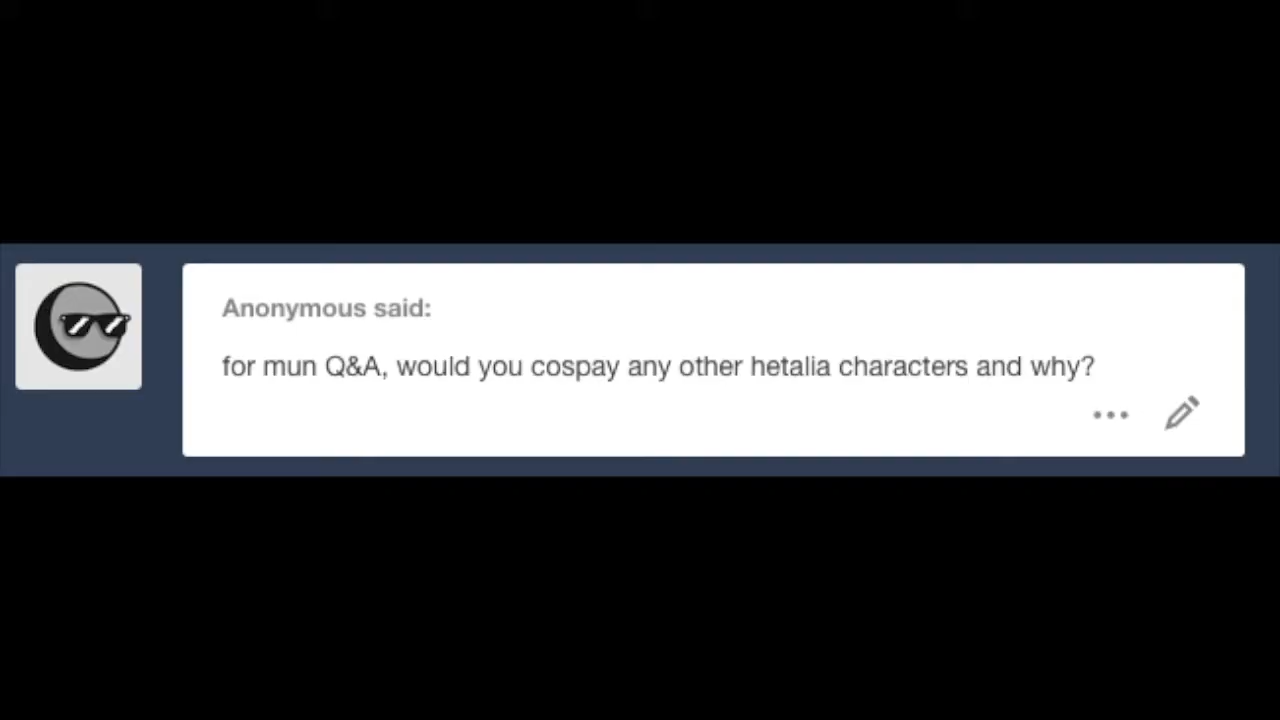 Anonymous said:
for mun Q&A, would you cospay any other hetalia characters and why?